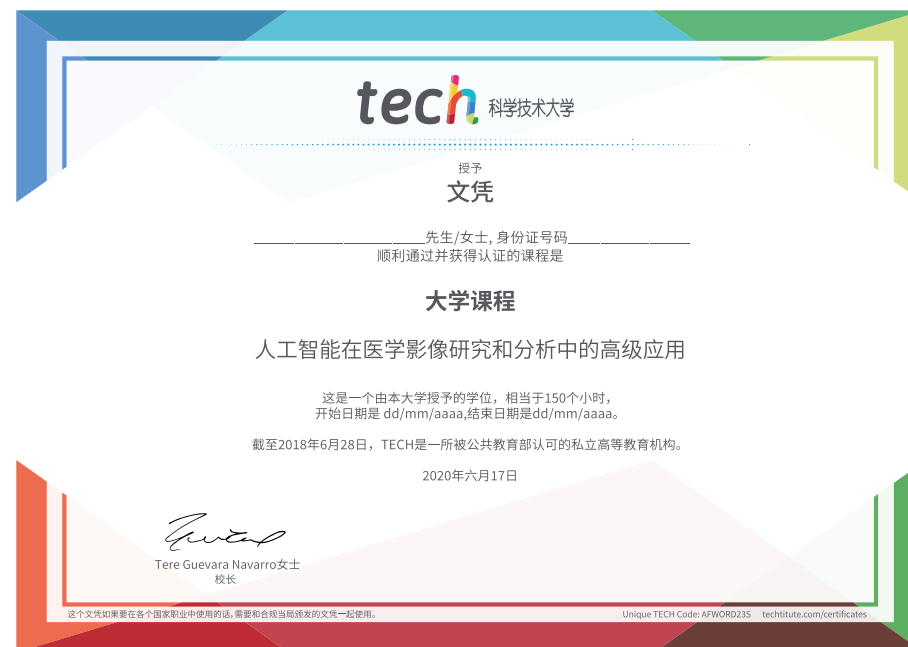 tech 科学技术大学
授予
文凭
先生/女士, 身份证号码
顺利通过并获得认证的课程是
大学课程
人工智能在医学影像研究和分析中的高级应用
这是一个由本大学授予的学位，相当于150个小时，
开始日期是 dd/mm/aaaa,结束日期是dd/mm/aaaa。
截至2018年6月28日，TECH是一所被公共教育部认可的私立高等教育机构。
2020年六月17日
Tere Guevara Navarro女士
校长
这个文凭如果要在各个国家职业中使用的话,需要和合规当局颁发的文凭一起使用。
Unique TECH Code: AFWORD23S techtitute.com/certificates